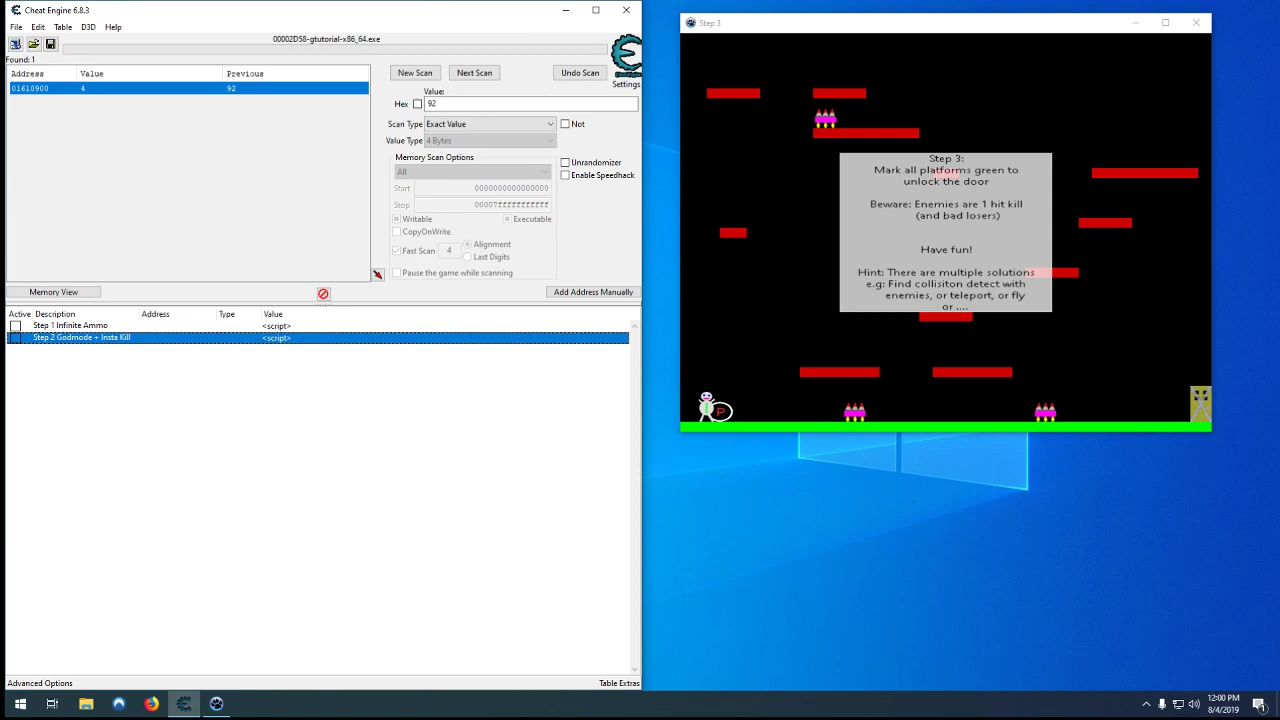 Cheat Engine 6.8.3
File Edit Table D3D Help
00002D58-gtutorial-x86_64.exe
Found: 1
Address Value Previous
01610900 4 92
New Scan Next Scan Undo Scan
Settings
Value:
Hex 92
Scan Type Exact Value Not
Value Type 4 Bytes
Memory Scan Options
All
Unrandomizer
Enable Speedhack
Start 0000000000000000
Stop 00007fffffffffff
Writable Executable
CopyOnWrite
Fast Scan 4 Alignment
Last Digits
Pause the game while scanning
Memory View Add Address Manually
Active Description Address Type Value
Step 1 Infinite Ammo <script>
Step 2 Godmode + Insta Kill <script>
Advanced Options Table Extras
Step 3
Step 3:
Mark all platforms green to
unlock the door
Beware: Enemies are 1 hit kill
(and bad losers)
Have fun!
Hint: There are multiple solutions
e.g: Find collisiton detect with
enemies, or teleport, or fly
or ....
P
12:00 PM
8/4/2019
1